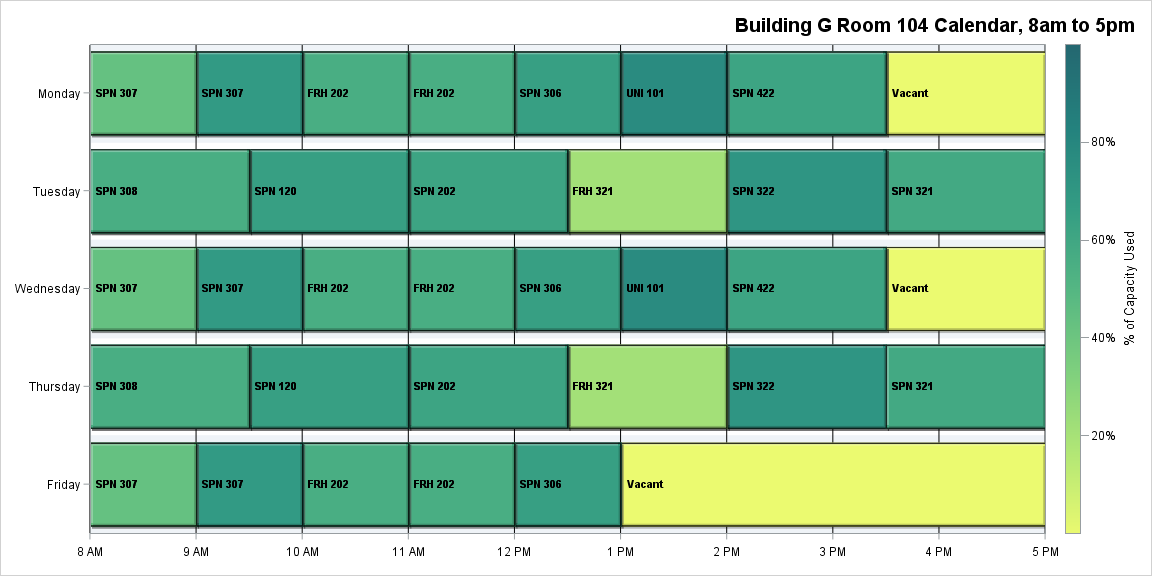 Building G Room 104 Calendar, 8am to 5pm
Monday
SPN 307
SPN 307
FRH 202
FRH 202
SPN 306
UNI 101
SPN 422
Vacant
Tuesday
SPN 308
SPN 120
SPN 202
FRH 321
SPN 322
SPN 321
Wednesday
SPN 307
SPN 307
FRH 202
FRH 202
SPN 306
UNI 101
SPN 422
Vacant
Thursday
SPN 308
SPN 120
SPN 202
FRH 321
SPN 322
SPN 321
Friday
SPN 307
SPN 307
FRH 202
FRH 202
SPN 306
Vacant
8 AM
9 AM
10 AM
11 AM
12 PM
1 PM
2 PM
3 PM
4 PM
5 PM
80%
60%
40%
20%
% of Capacity Used